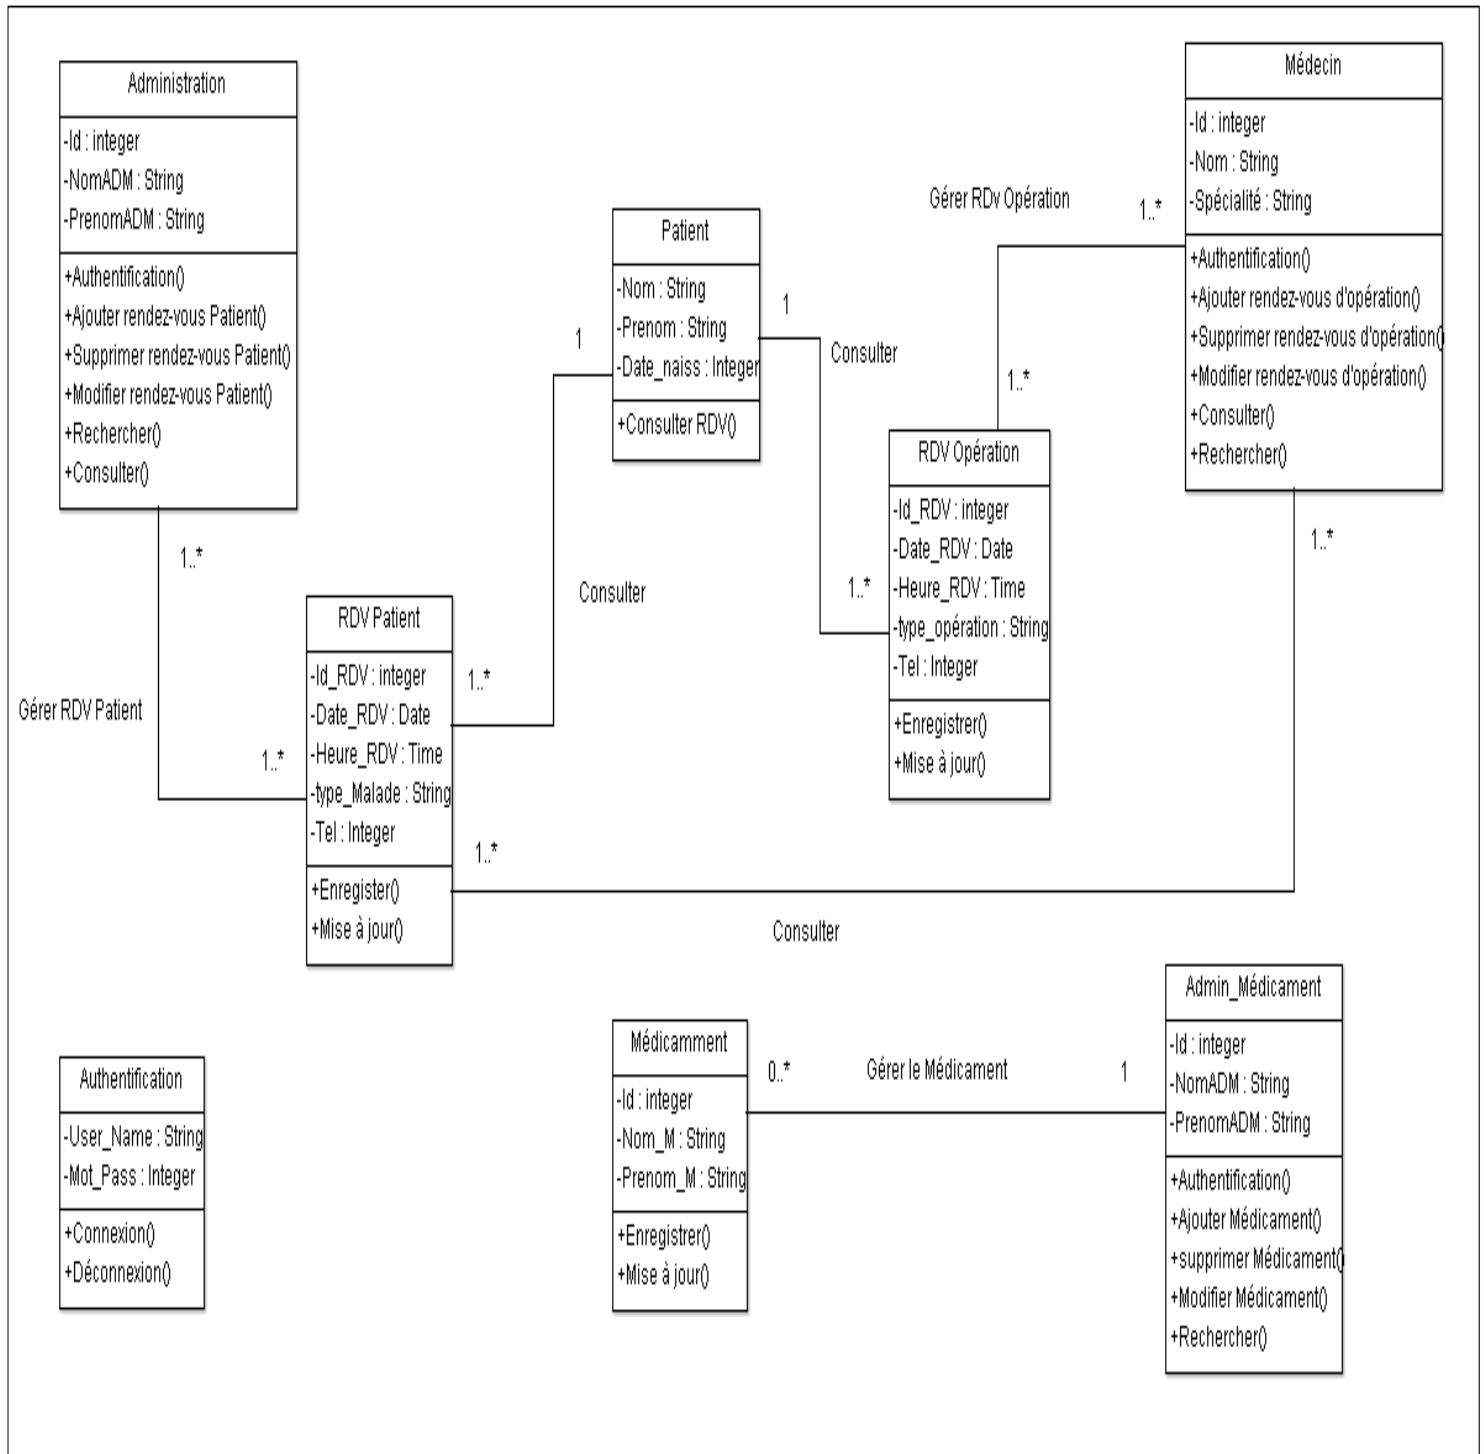 Administration
-Id : integer
-NomADM : String
-PrenomADM : String
+Authentification()
+Ajouter rendez-vous Patient()
+Supprimer rendez-vous Patient()
+Modifier rendez-vous Patient()
+Rechercher()
+Consulter()
1..*
Gérer RDV Patient
1..*
Patient
-Nom : String
-Prenom : String
-Date_naiss : Integer
+Consulter RDV()
1
1
Consulter
Consulter
1..*
1..*
Gérer RDv Opération
1..*
1..*
Médecin
-Id : integer
-Nom : String
-Spécialité : String
+Authentification()
+Ajouter rendez-vous d'opération()
+Supprimer rendez-vous d'opération()
+Modifier rendez-vous d'opération()
+Consulter()
+Rechercher()
1..*
RDV Opération
-Id_RDV : integer
-Date_RDV : Date
-Heure_RDV : Time
-type_opération : String
-Tel : Integer
+Enregistrer()
+Mise à jour()
RDV Patient
-Id_RDV : integer
-Date_RDV : Date
-Heure_RDV : Time
-type_Malade : String
-Tel : Integer
+Enregister()
+Mise à jour()
1..*
Consulter
Authentification
-User_Name : String
-Mot_Pass : Integer
+Connexion()
+Déconnexion()
Médicamment
-Id : integer
-Nom_M : String
-Prenom_M : String
+Enregistrer()
+Mise à jour()
0..*
Gérer le Médicament
1
Admin_Médicament
-Id : integer
-NomADM : String
-PrenomADM : String
+Authentification()
+Ajouter Médicament()
+supprimer Médicament()
+Modifier Médicament()
+Rechercher()